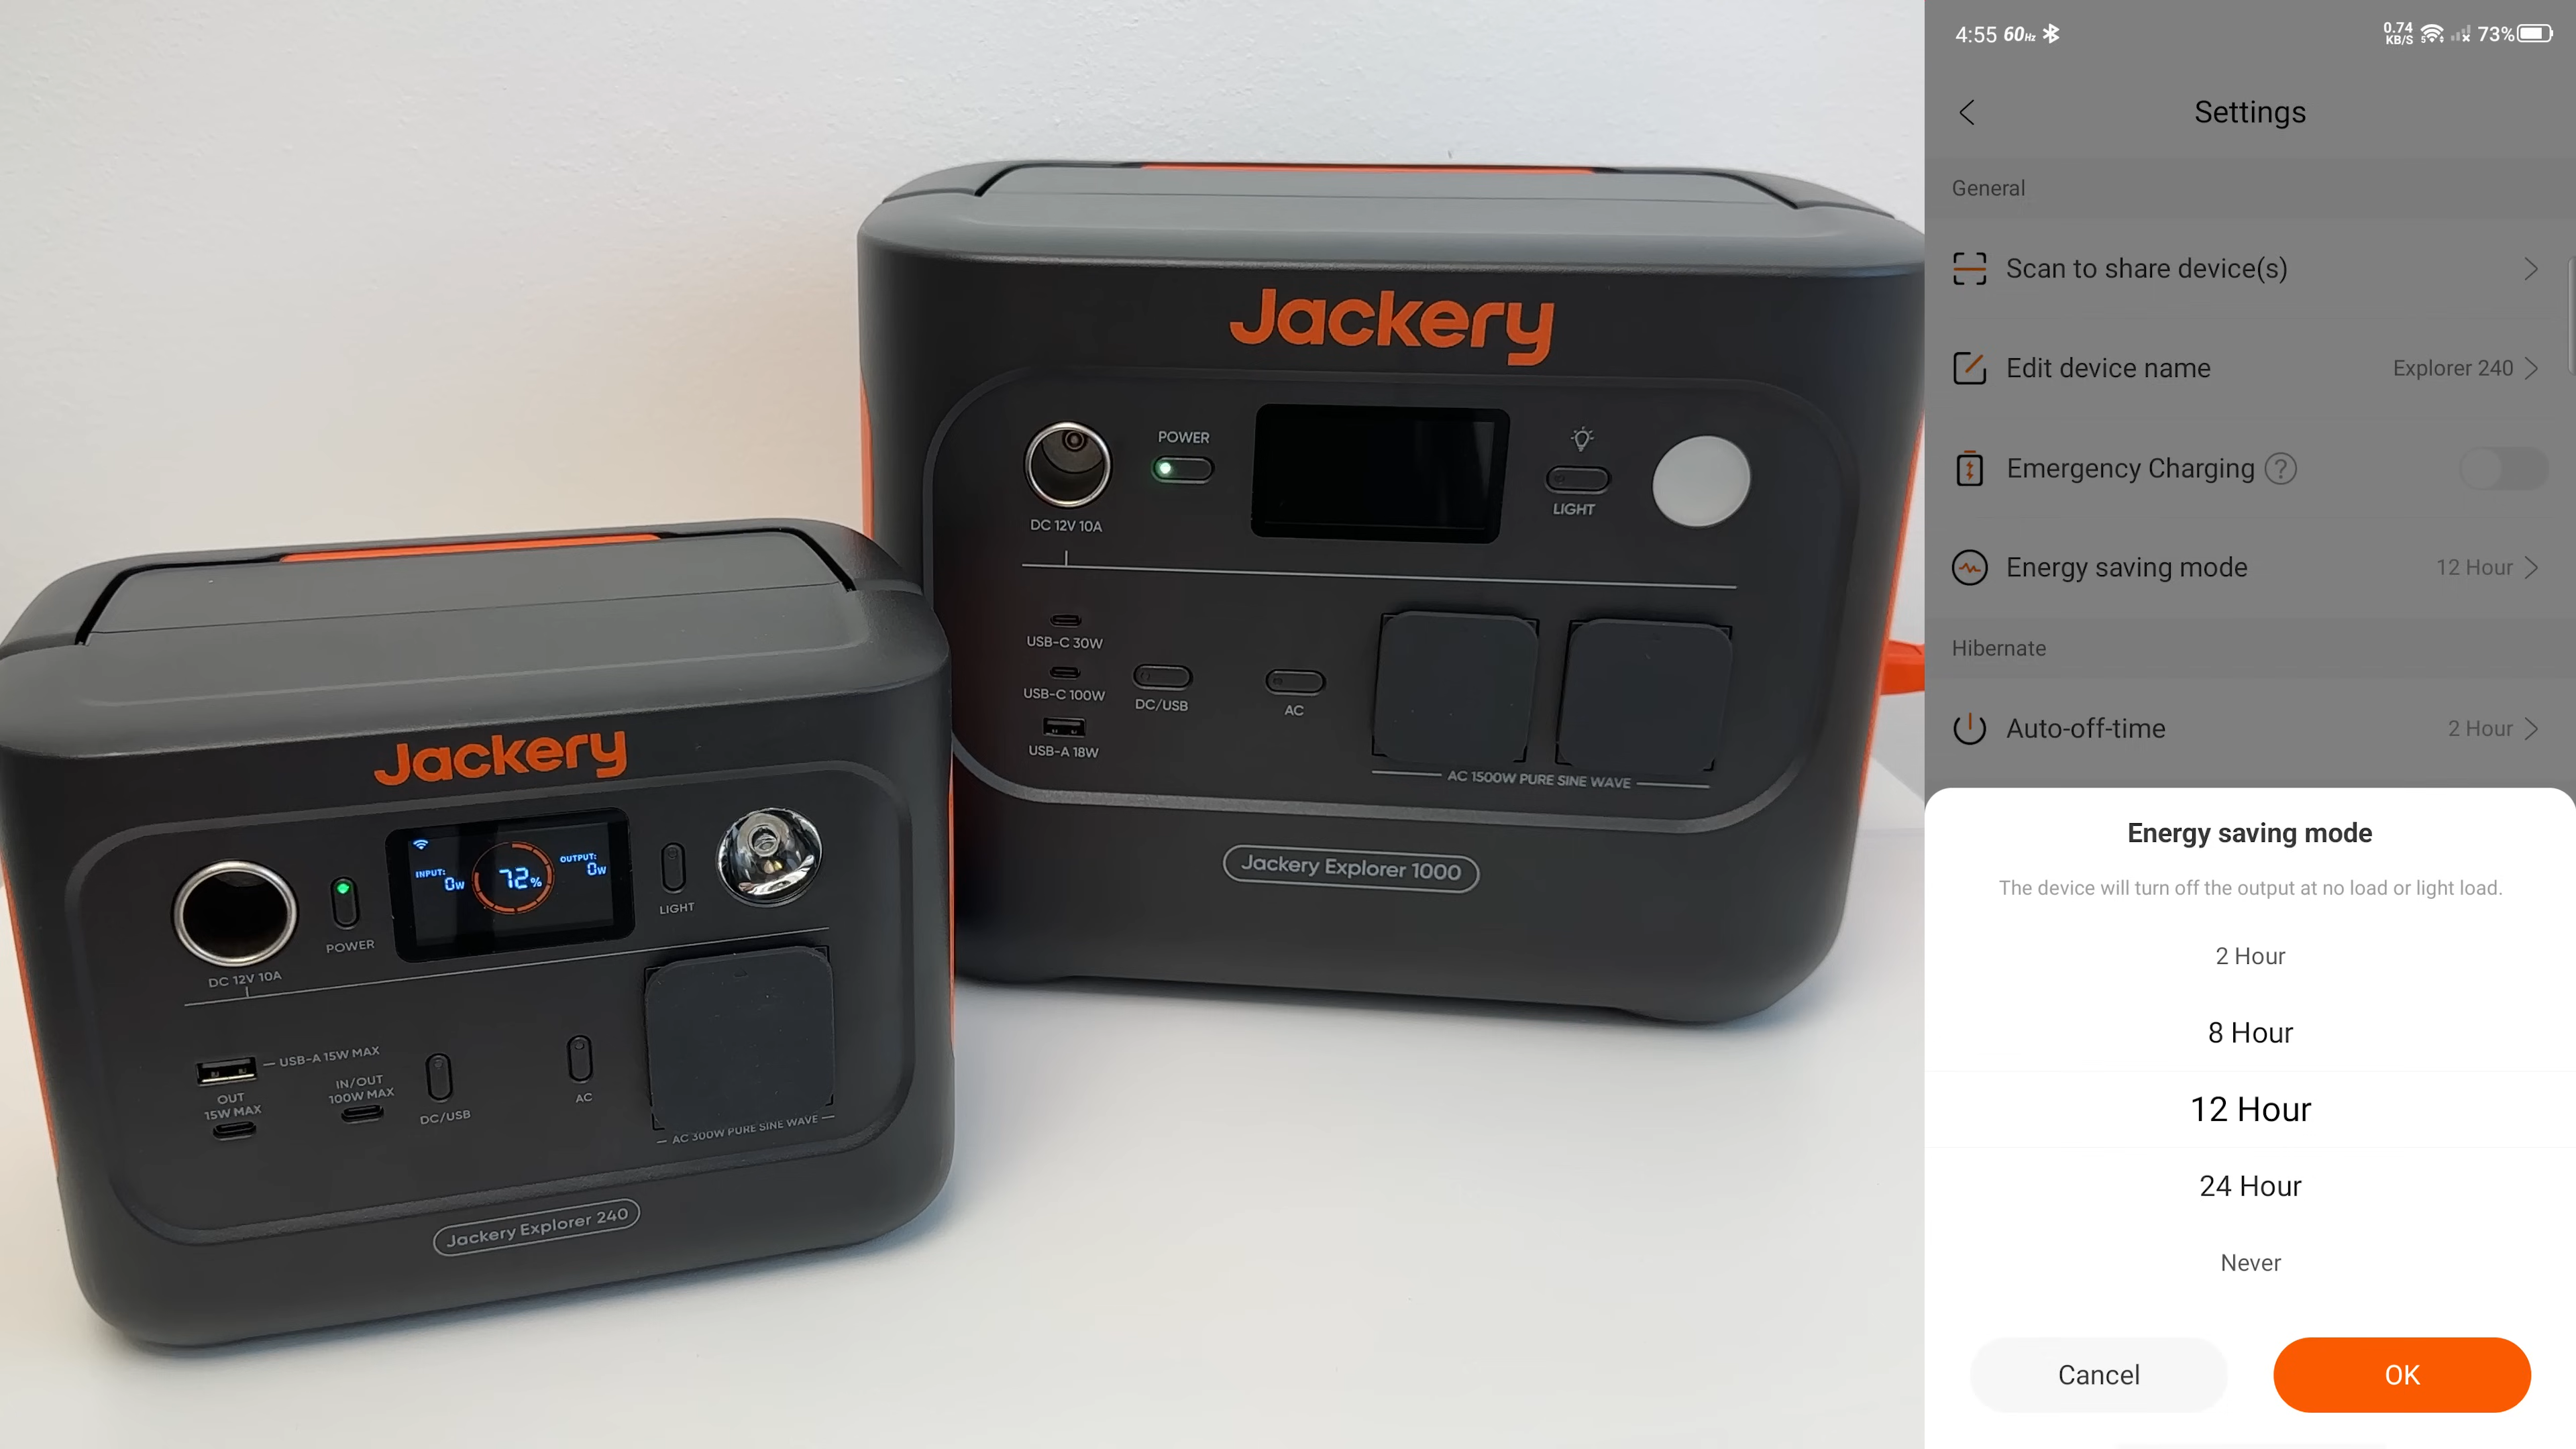 Jackery
POWER
DC 12V 10A
LIGHT
USB-C 30W
USB-C 100W
DC/USB
AC
USB-A 18W
AC 1500W PURE SINE WAVE
Jackery Explorer 1000
Jackery
INPUT:
0W
72%
OUTPUT:
0W
LIGHT
POWER
DC 12V 10A
USB-A 15W MAX
OUT
15W MAX
IN/OUT
100W MAX
DC/USB
AC
AC 300W PURE SINE WAVE
Jackery Explorer 240
4:55 60Hz 0.74 KB/S 73%
Settings
General
Scan to share device(s)
Edit device name Explorer 240
Emergency Charging ?
Energy saving mode 12 Hour
Hibernate
Auto-off-time 2 Hour
Energy saving mode
The device will turn off the output at no load or light load.
2 Hour
8 Hour
12 Hour
24 Hour
Never
Cancel OK